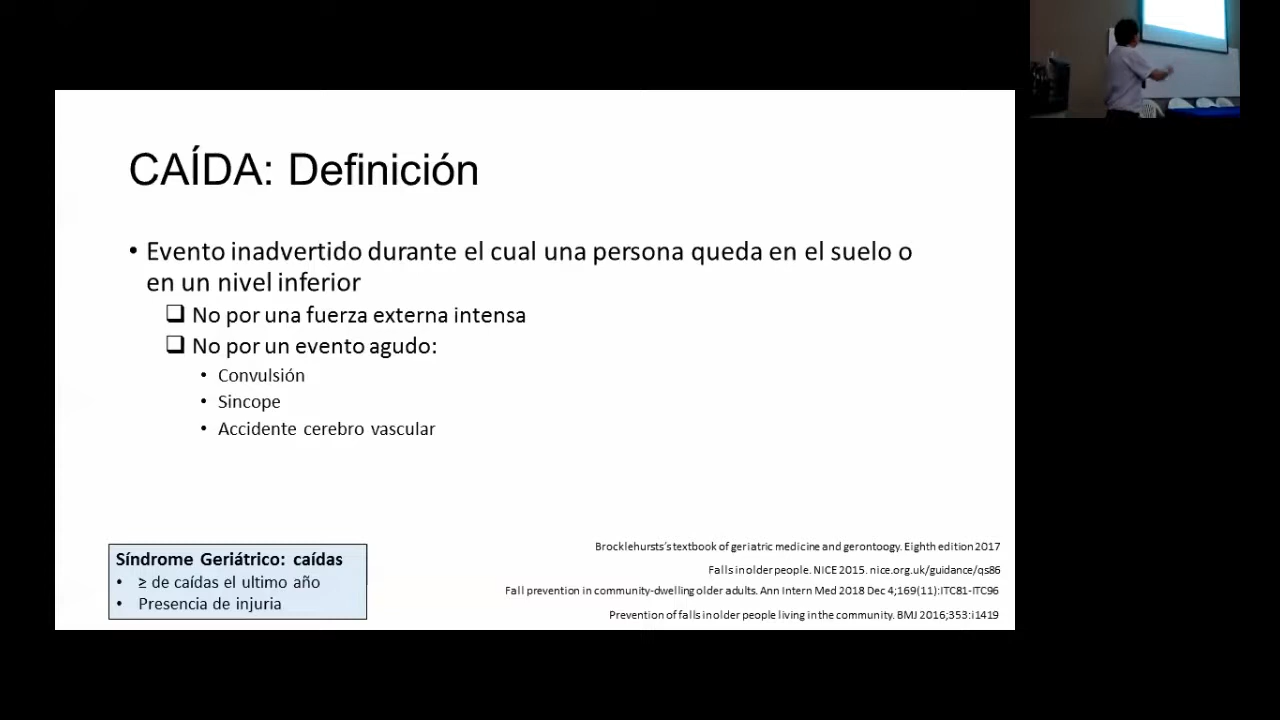 CAÍDA: Definición
• Evento inadvertido durante el cual una persona queda en el suelo o
en un nivel inferior
❑ No por una fuerza externa intensa
❑ No por un evento agudo:
• Convulsión
• Sincope
• Accidente cerebro vascular
Síndrome Geriátrico: caídas
• ≥ de caídas el ultimo año
• Presencia de injuria
Brocklehursts's textbook of geriatric medicine and gerontoogy. Eighth edition 2017
Falls in older people. NICE 2015. nice.org.uk/guidance/qs86
Fall prevention in community-dwelling older adults. Ann Intern Med 2018 Dec 4;169(11):ITC81-ITC96
Prevention of falls in older people living in the community. BMJ 2016;353:i1419